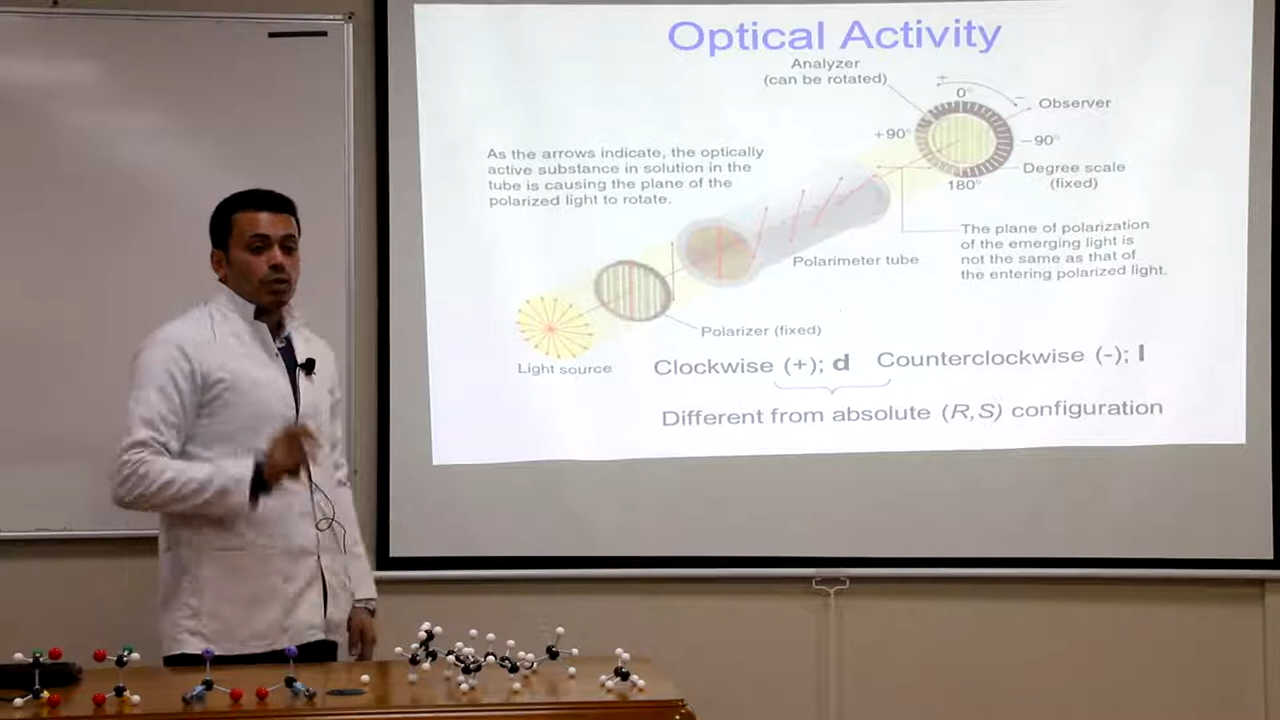 Optical Activity
Analyzer
(can be rotated)
+
0°
−
Observer
+90°
−90°
As the arrows indicate, the optically
active substance in solution in the
tube is causing the plane of the
polarized light to rotate.
Degree scale
(fixed)
180°
The plane of polarization
of the emerging light is
not the same as that of
the entering polarized light.
Polarimeter tube
Polarizer (fixed)
Light source
Clockwise (+); d
Counterclockwise (-); l
Different from absolute (R,S) configuration